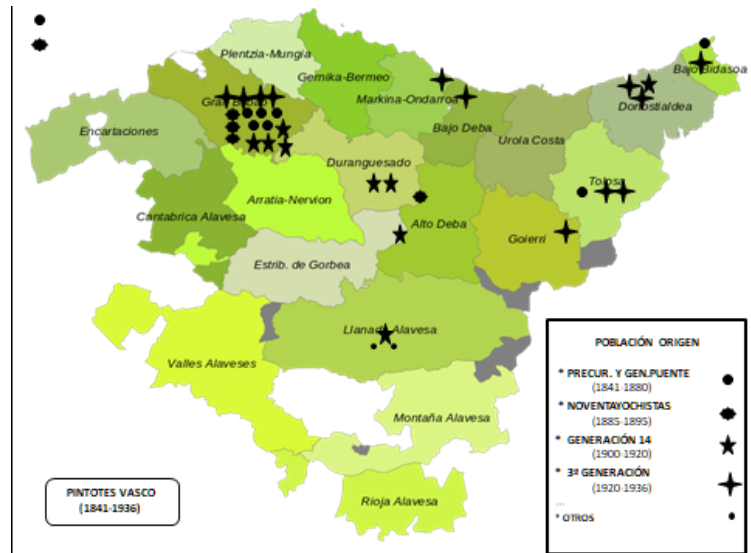 Plentzia-Mungia
Gernika-Bermeo
Bajo Bidasoa
Gran Bilbao
Markina-Ondarroa
Donostialdea
Encartaciones
Bajo Deba
Urola Costa
Duranguesado
Tolosa
Arratia-Nervion
Cantabrica Alavesa
Alto Deba
Goierri
Estrib. de Gorbea
Llanada Alavesa
Valles Alaveses
Montaña Alavesa
Rioja Alavesa
PINTOTES VASCO
(1841-1936)
POBLACIÓN ORIGEN
* PRECUR. Y GEN.PUENTE
(1841-1880)
* NOVENTAYOCHISTAS
(1885-1895)
* GENERACIÓN 14
(1900-1920)
* 3ª GENERACIÓN
(1920-1936)
...
* OTROS